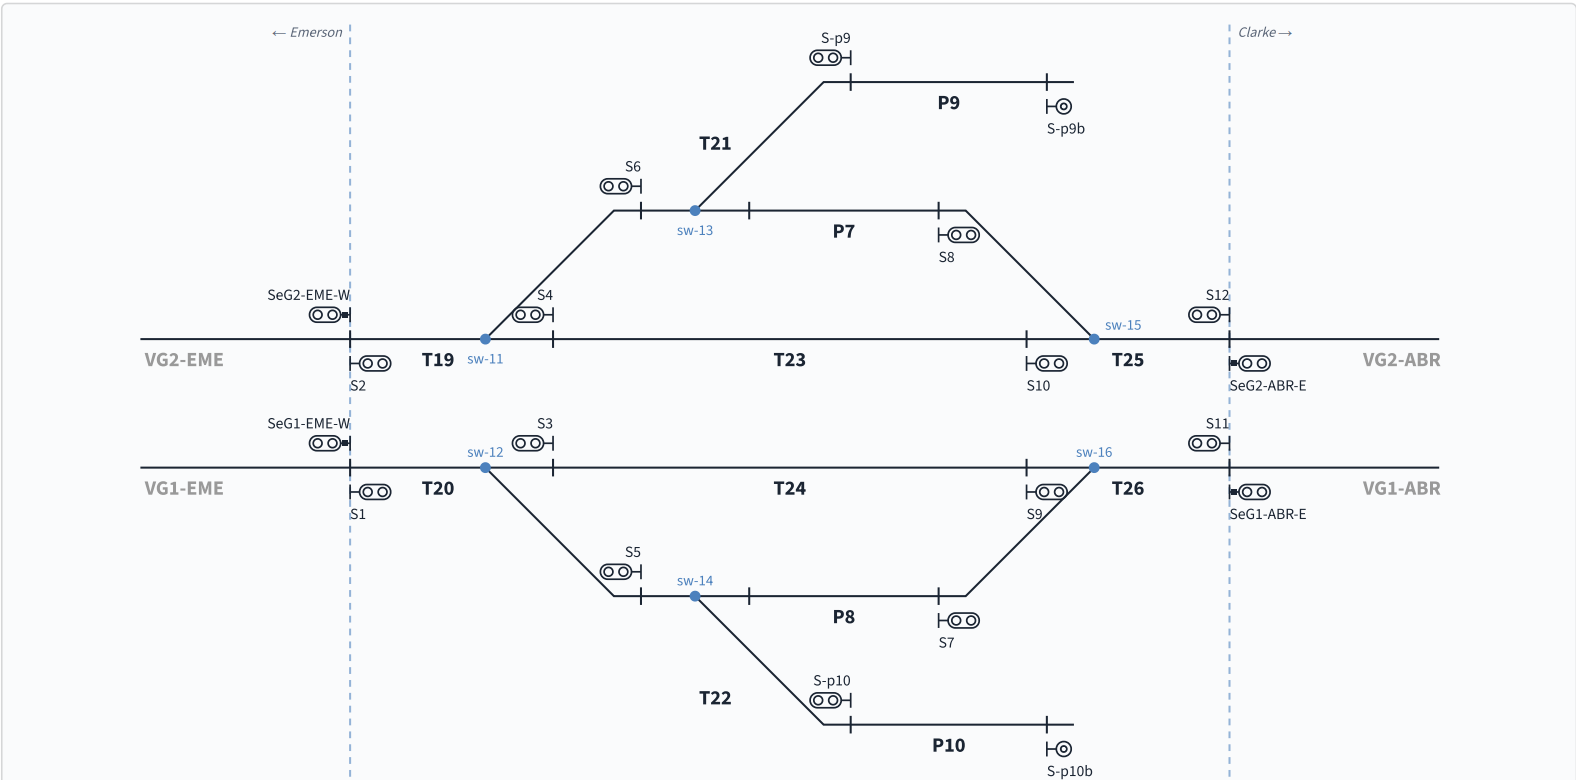 ← Emerson
Clarke →
S-p9
P9
S-p9b
T21
S6
sw-13
P7
S8
SeG2-EME-W
S4
S12
sw-15
VG2-EME
T19
sw-11
T23
T25
VG2-ABR
S2
S10
SeG2-ABR-E
SeG1-EME-W
S3
S11
sw-12
sw-16
VG1-EME
T20
T24
T26
VG1-ABR
S1
S9
SeG1-ABR-E
S5
sw-14
P8
S7
S-p10
T22
P10
S-p10b